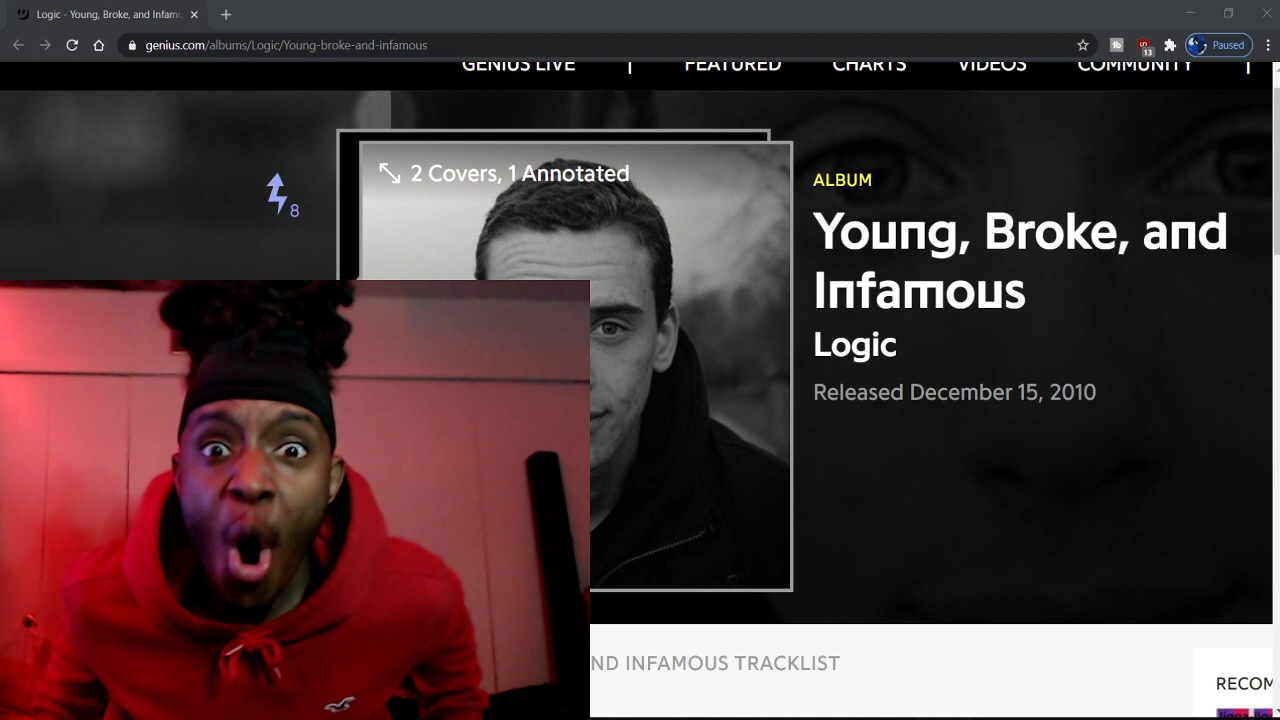 Logic - Young, Broke, and Infamo
genius.com/albums/Logic/Young-broke-and-infamous
13
Paused
GENIUS LIVE | FEATURED CHARTS VIDEOS COMMUNITY |
2 Covers, 1 Annotated
8
ALBUM
Young, Broke, and
Infamous
Logic
Released December 15, 2010
ND INFAMOUS TRACKLIST
RECOM